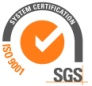 SYSTEM CERTIFICATION
ISO 9001
SGS